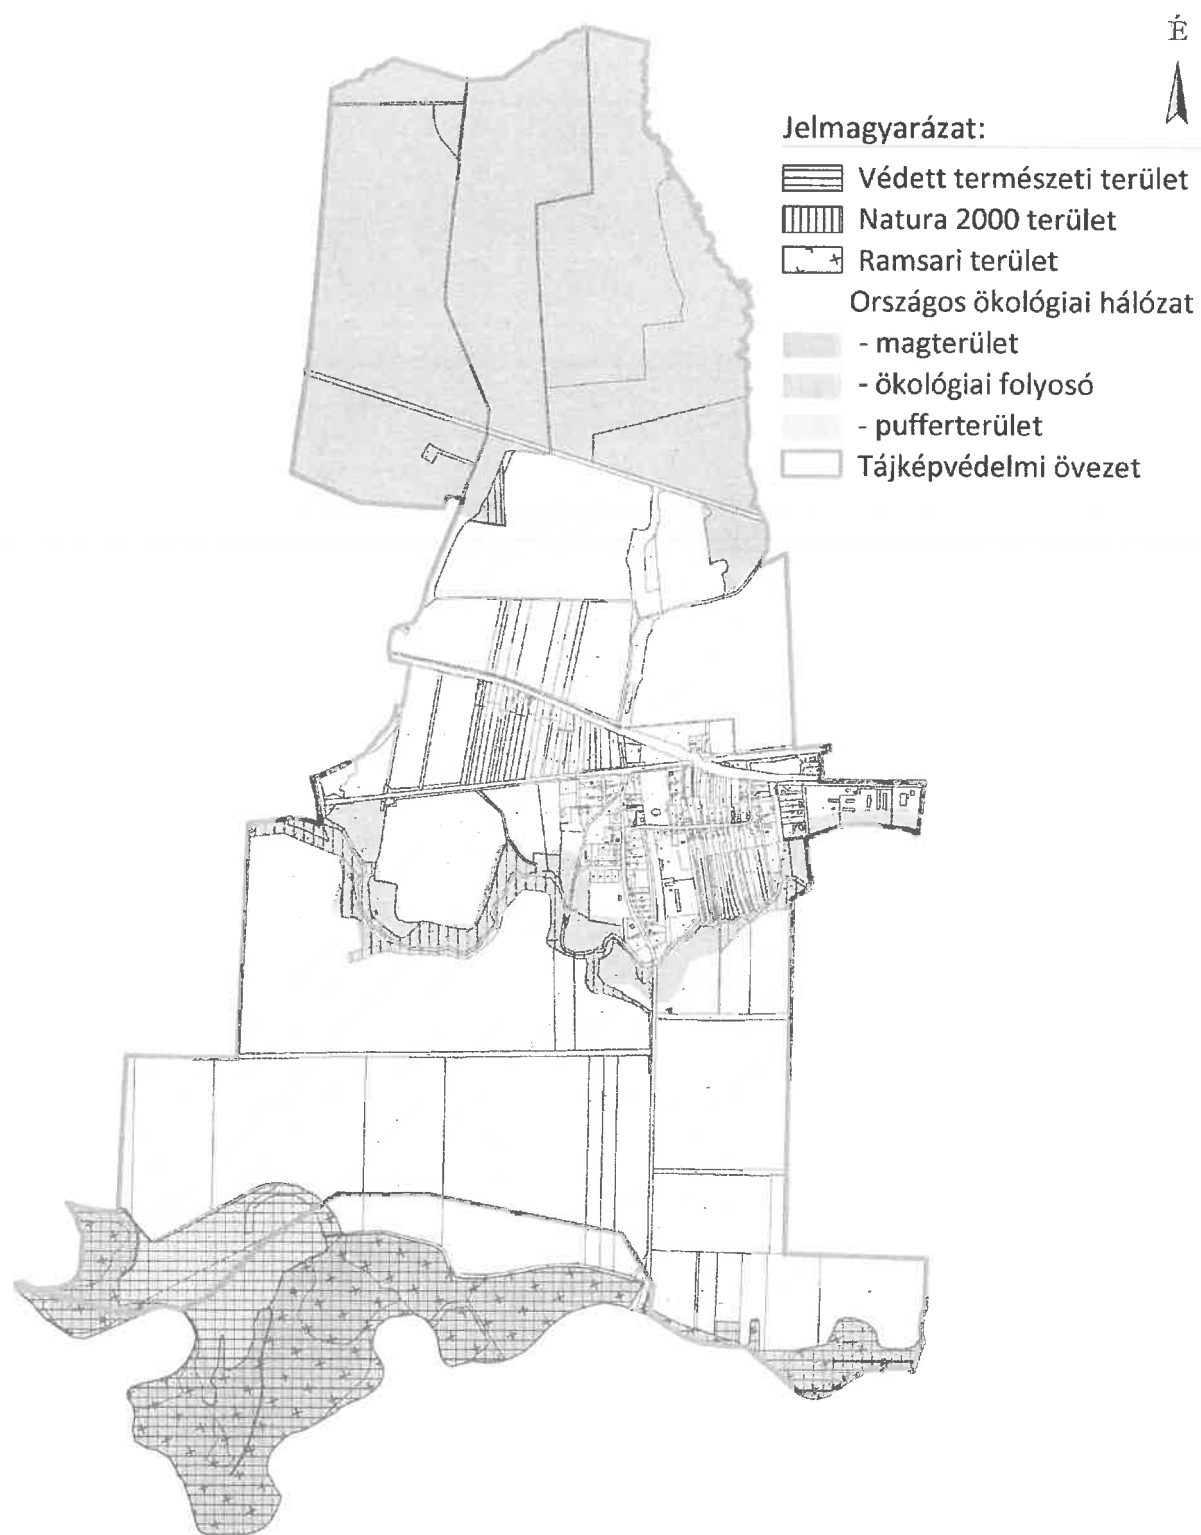 É
Jelmagyarázat:
Védett természeti terület
Natura 2000 terület
Ramsari terület
Országos ökológiai hálózat
- magterület
- ökológiai folyosó
- pufferterület
Tájképvédelmi övezet